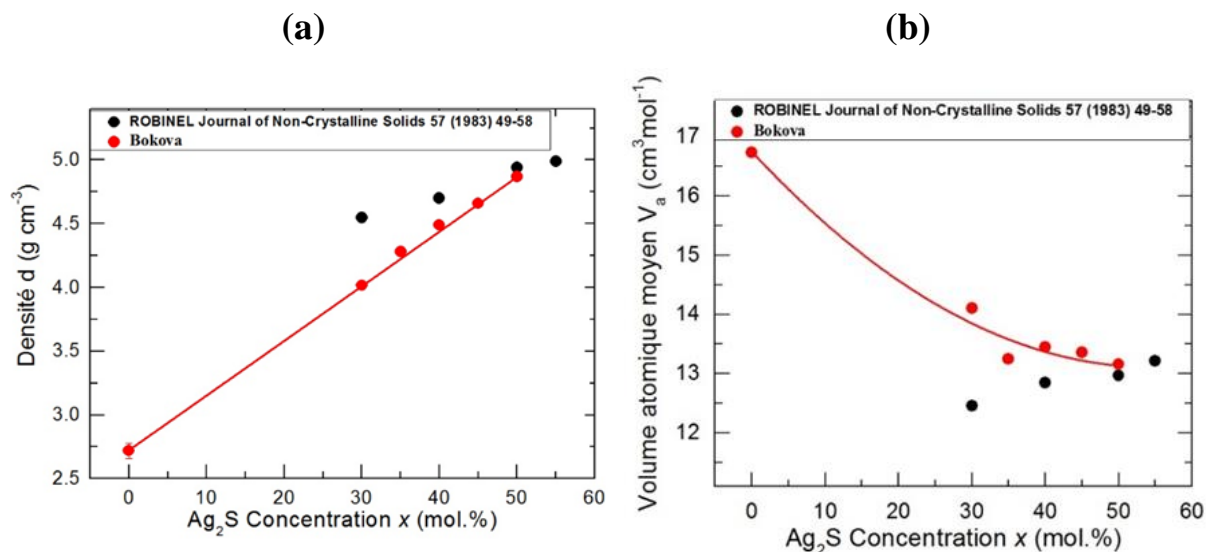 (a)
(b)
ROBINEL Journal of Non-Crystalline Solids 57 (1983) 49-58
Bokova
5.0
4.5
4.0
3.5
3.0
2.5
0 10 20 30 40 50 60
Densité d (g cm-3)
Ag2S Concentration x (mol.%)
ROBINEL Journal of Non-Crystalline Solids 57 (1983) 49-58
Bokova
17
16
15
14
13
12
0 10 20 30 40 50 60
Volume atomique moyen Va (cm3mol-1)
Ag2S Concentration x (mol.%)